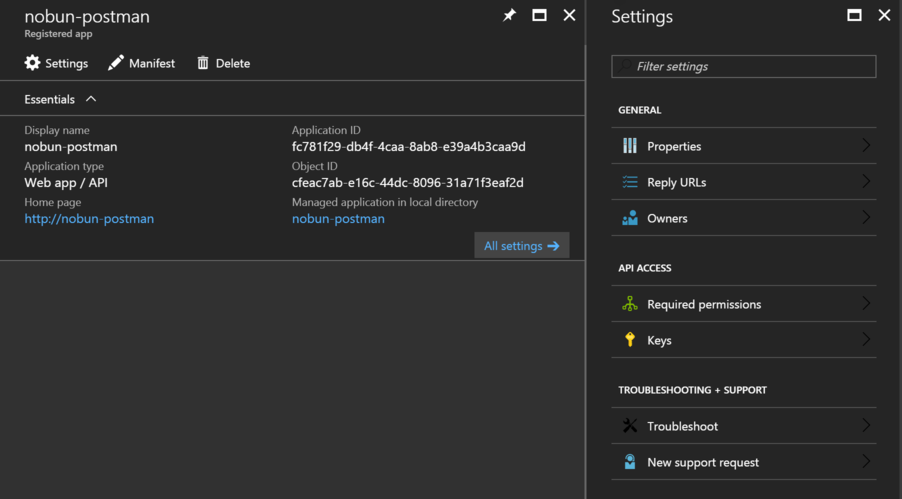 nobun-postman
Registered app
Settings
Manifest
Delete
Essentials
Display name
nobun-postman
Application type
Web app / API
Home page
http://nobun-postman
Application ID
fc781f29-db4f-4caa-8ab8-e39a4b3caa9d
Object ID
cfeac7ab-e16c-44dc-8096-31a71f3eaf2d
Managed application in local directory
nobun-postman
All settings
Settings
Filter settings
GENERAL
Properties
Reply URLs
Owners
API ACCESS
Required permissions
Keys
TROUBLESHOOTING + SUPPORT
Troubleshoot
New support request